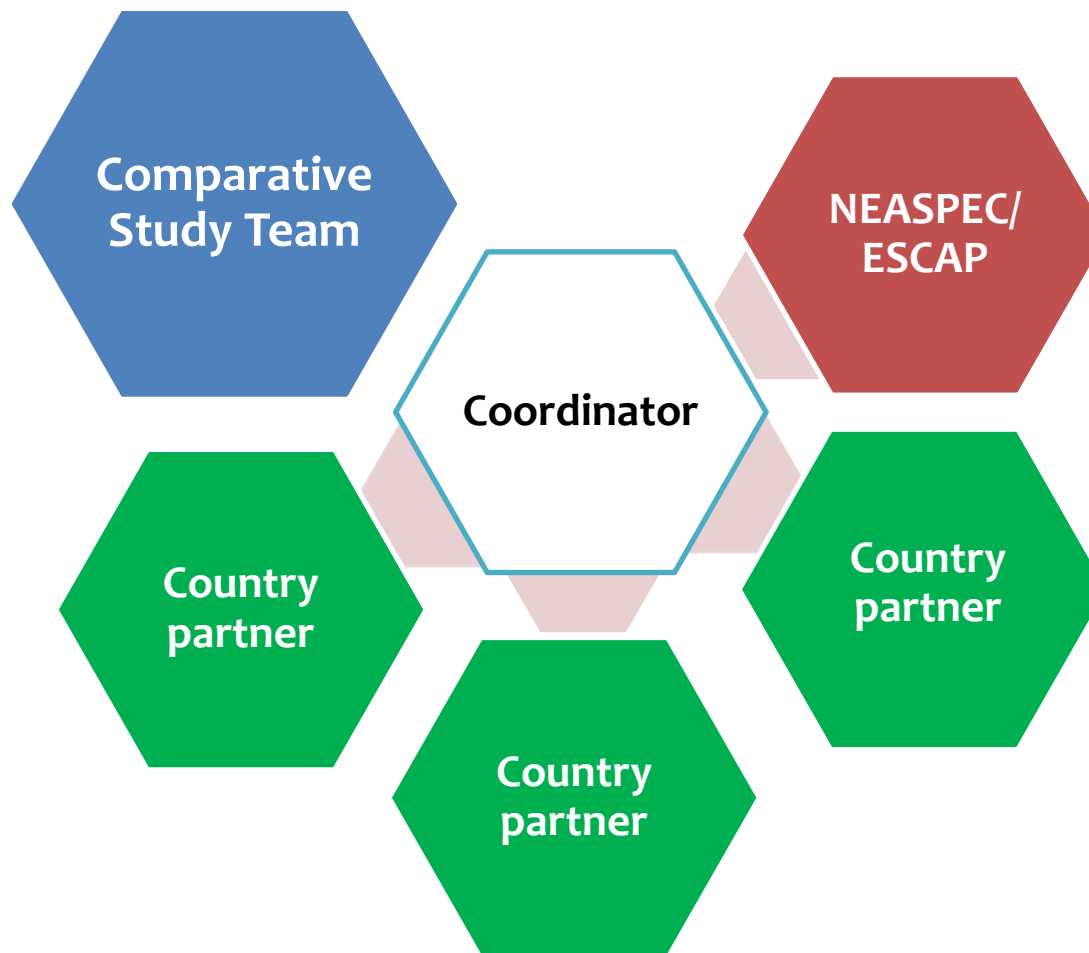 Comparative
Study Team
NEASPEC/
ESCAP
Coordinator
Country
partner
Country
partner
Country
partner